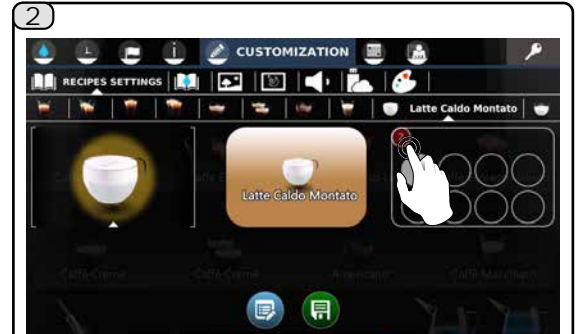 2
CUSTOMIZATION
RECIPES SETTINGS
Latte Caldo Montato
Latte Caldo Montato
Caffè Crema
Caffè Crema
Americano
Caffè Macchiato